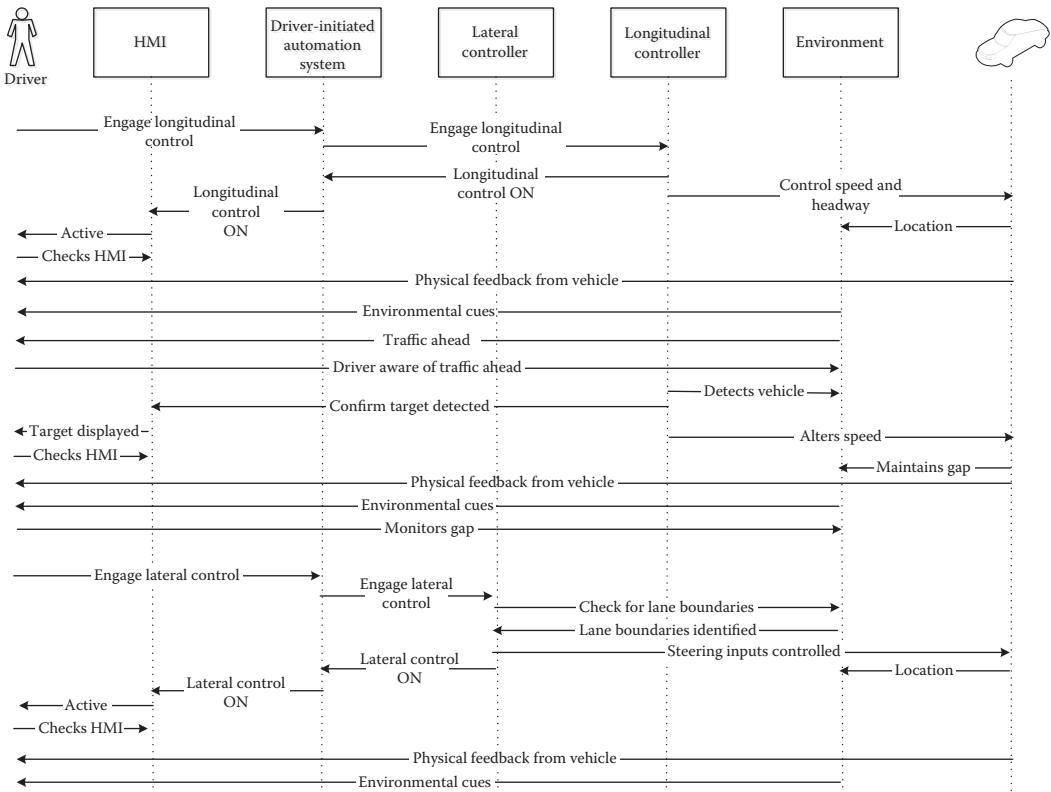 Driver
HMI
Driver-initiated
automation
system
Lateral
controller
Longitudinal
controller
Environment
Engage longitudinal
control
Engage longitudinal
control
Longitudinal
control ON
Control speed and
headway
Longitudinal
control
ON
Location
Active
Checks HMI
Physical feedback from vehicle
Environmental cues
Traffic ahead
Driver aware of traffic ahead
Detects vehicle
Confirm target detected
Target displayed
Alters speed
Checks HMI
Maintains gap
Physical feedback from vehicle
Environmental cues
Monitors gap
Engage lateral control
Engage lateral
control
Check for lane boundaries
Lane boundaries identified
Steering inputs controlled
Lateral control
ON
Location
Lateral control
ON
Active
Checks HMI
Physical feedback from vehicle
Environmental cues